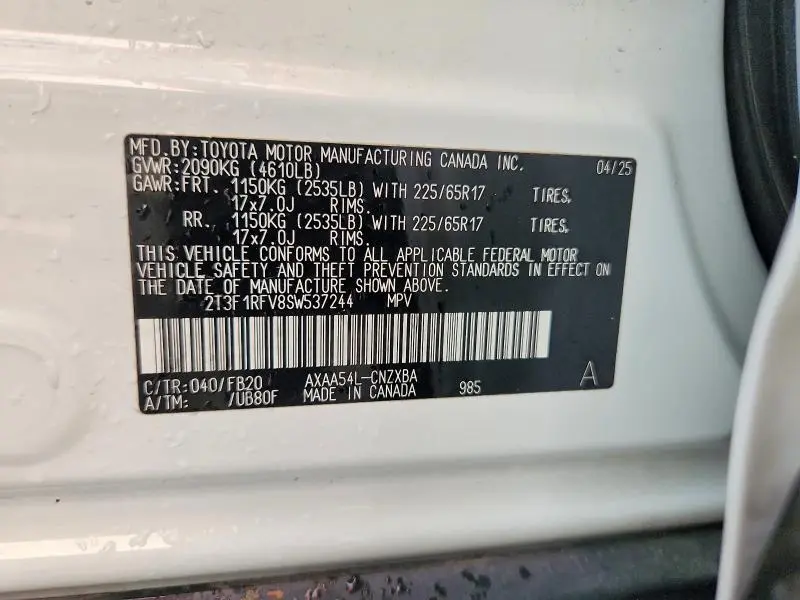 MFD.BY:TOYOTA MOTOR MANUFACTURING CANADA INC. 04/25
GVWR:2090KG (4610LB)
GAWR:FRT. 1150KG (2535LB) WITH 225/65R17 TIRES,
17x7.0J RIMS.
RR. 1150KG (2535LB) WITH 225/65R17 TIRES,
17x7.0J RIMS.
THIS VEHICLE CONFORMS TO ALL APPLICABLE FEDERAL MOTOR
VEHICLE SAFETY AND THEFT PREVENTION STANDARDS IN EFFECT ON
THE DATE OF MANUFACTURE SHOWN ABOVE.
2T3F1RFV8SW537244 MPV
C/TR:040/FB20 AXAA54L-CNZXBA
A/TM: /UB80F MADE IN CANADA 985 A